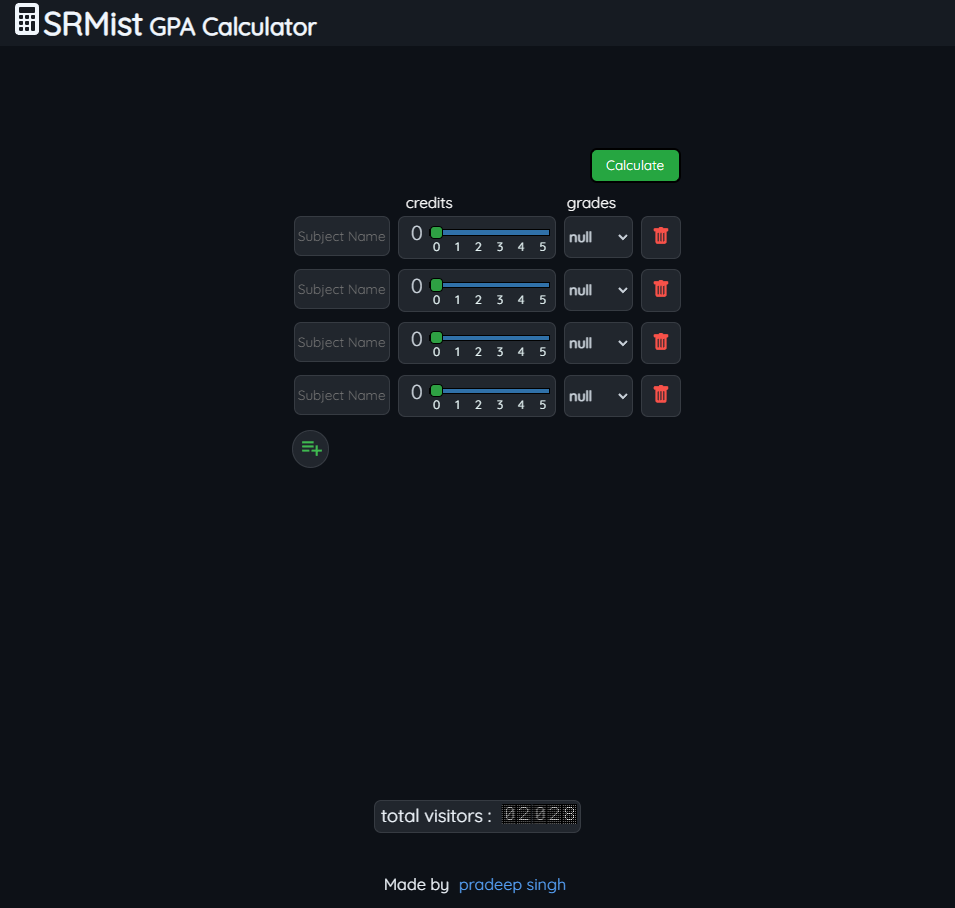 SRMist GPA Calculator
Calculate
credits grades
Subject Name 0 0 1 2 3 4 5 null
Subject Name 0 0 1 2 3 4 5 null
Subject Name 0 0 1 2 3 4 5 null
Subject Name 0 0 1 2 3 4 5 null
total visitors : 02028
Made by pradeep singh